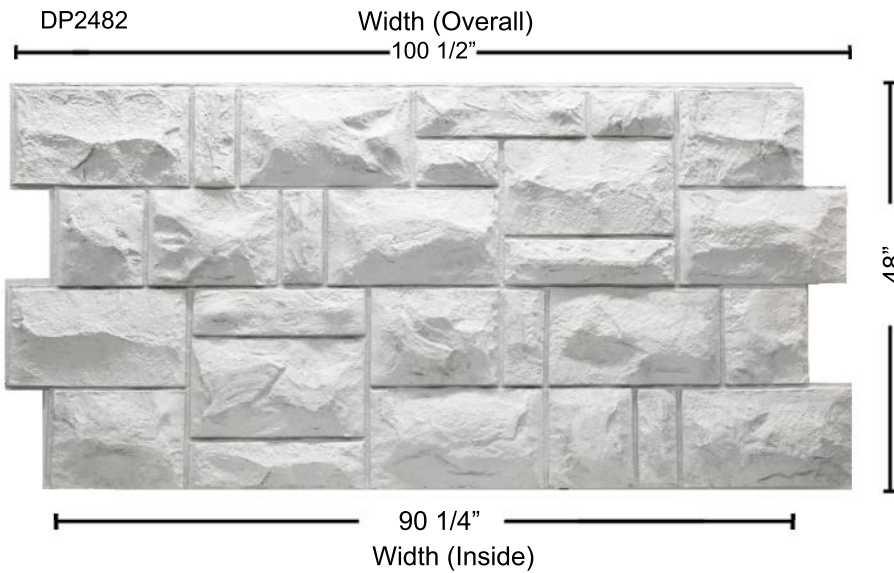 DP2482
Width (Overall)
100 1/2”
48”
90 1/4”
Width (Inside)